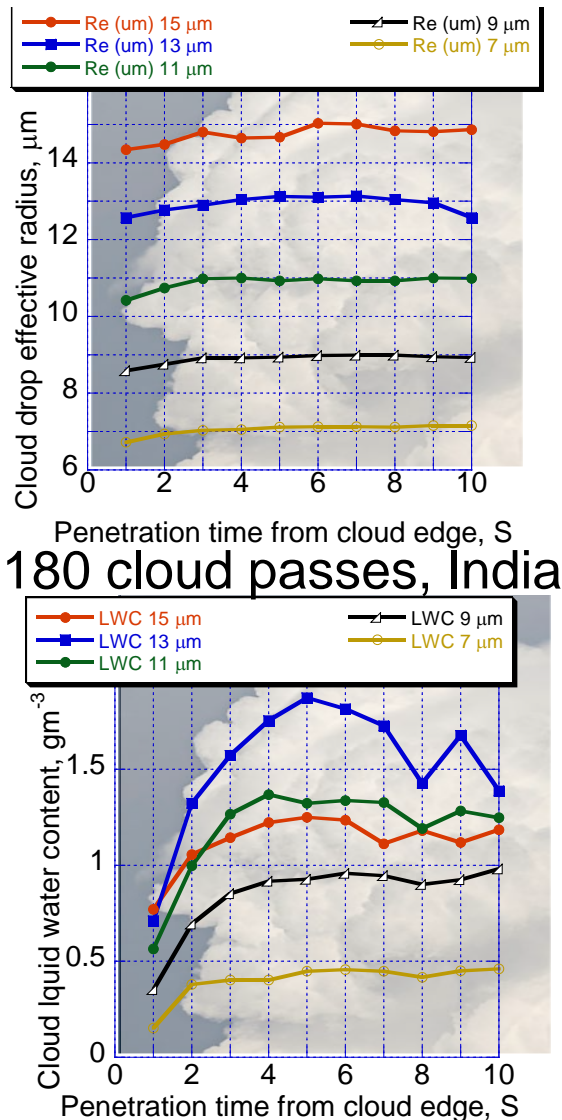 Re (um) 15 μm
Re (um) 13 μm
Re (um) 11 μm
Re (um) 9 μm
Re (um) 7 μm
Cloud drop effective radius, μm
14
12
10
8
6
0 2 4 6 8 10
Penetration time from cloud edge, S
180 cloud passes, India
LWC 15 μm
LWC 13 μm
LWC 11 μm
LWC 9 μm
LWC 7 μm
Cloud lquid water content, gm⁻³
1.5
1
0.5
0
0 2 4 6 8 10
Penetration time from cloud edge, S